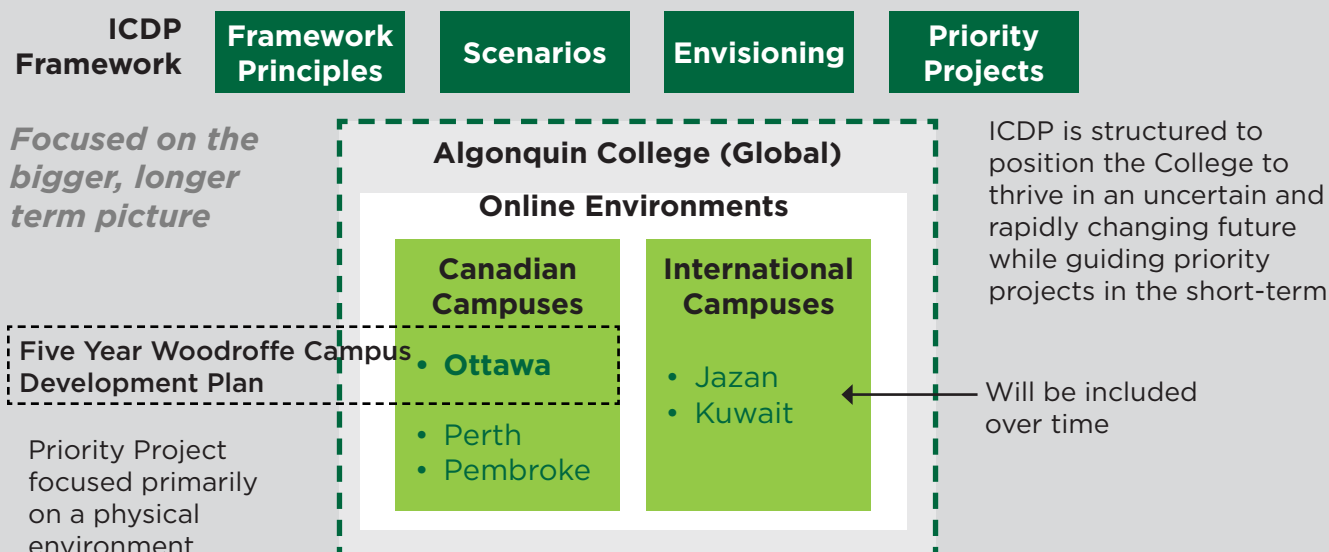 ICDP
Framework
Framework
Principles
Scenarios
Envisioning
Priority
Projects
Focused on the
bigger, longer
term picture
Algonquin College (Global)
Online Environments
Canadian
Campuses
• Ottawa
• Perth
• Pembroke
International
Campuses
• Jazan
• Kuwait
Five Year Woodroffe Campus
Development Plan
Priority Project
focused primarily
on a physical
environment
ICDP is structured to
position the College to
thrive in an uncertain and
rapidly changing future
while guiding priority
projects in the short-term
Will be included
over time